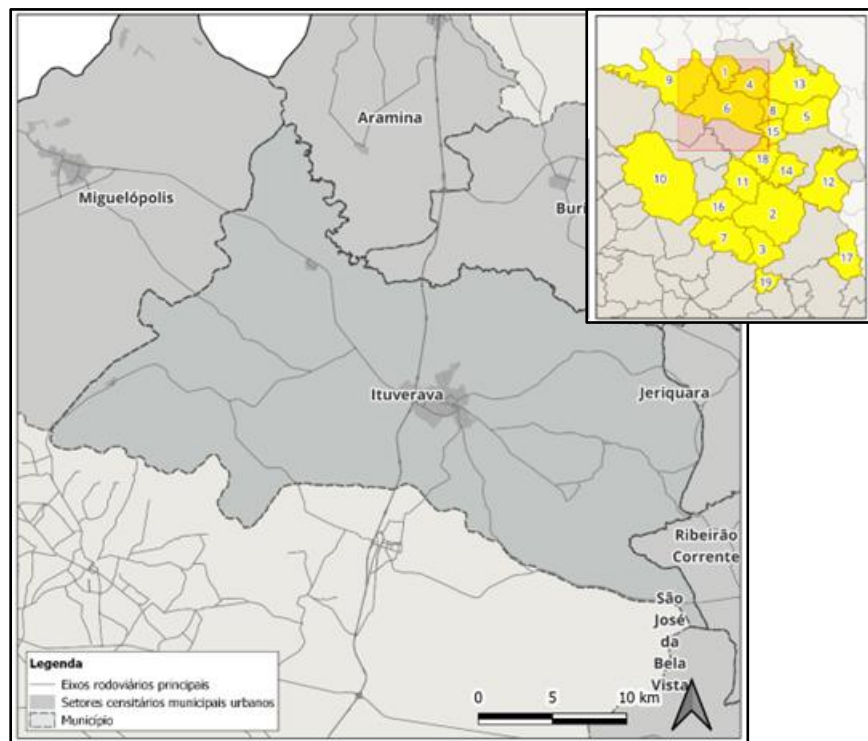 Aramina
Miguelópolis
Buri
Ituverava
Jeriquara
Ribeirão
Corrente
São
José
da
Bela
Vista
Legenda
Eixos rodoviários principais
Setores censitários municipais urbanos
Município
0 5 10 km
1
9
4
13
6
8
5
15
18
14
10
11
12
16
2
7
3
17
19